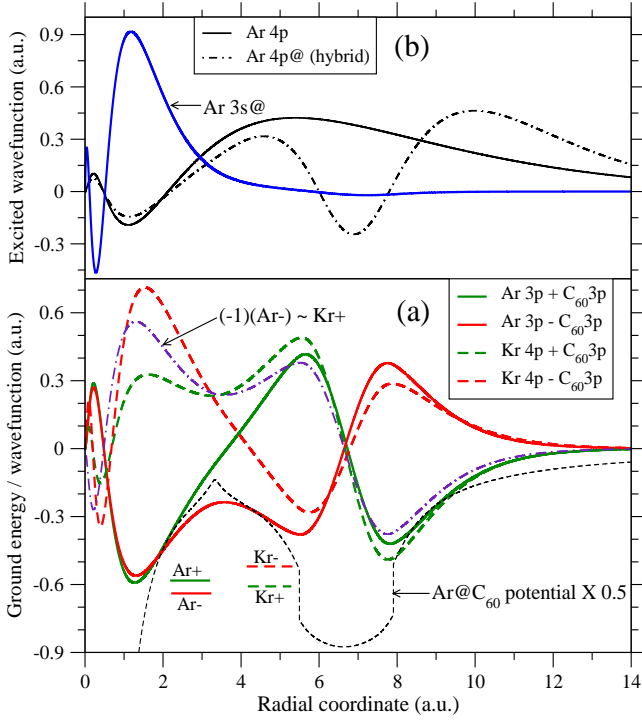 Excited wavefunction (a.u.)
0.9
0.6
0.3
0
-0.3
Ar 4p
Ar 4p@ (hybrid)
(b)
Ar 3s@
Ground energy / wavefunction (a.u.)
0.6
0.3
0
-0.3
-0.6
-0.9
(a)
Ar 3p + C60 3p
Ar 3p - C60 3p
Kr 4p + C60 3p
Kr 4p - C60 3p
(-1)(Ar-) ~ Kr+
Ar+
Ar-
Kr-
Kr+
Ar@C60 potential X 0.5
0 2 4 6 8 10 12 14
Radial coordinate (a.u.)